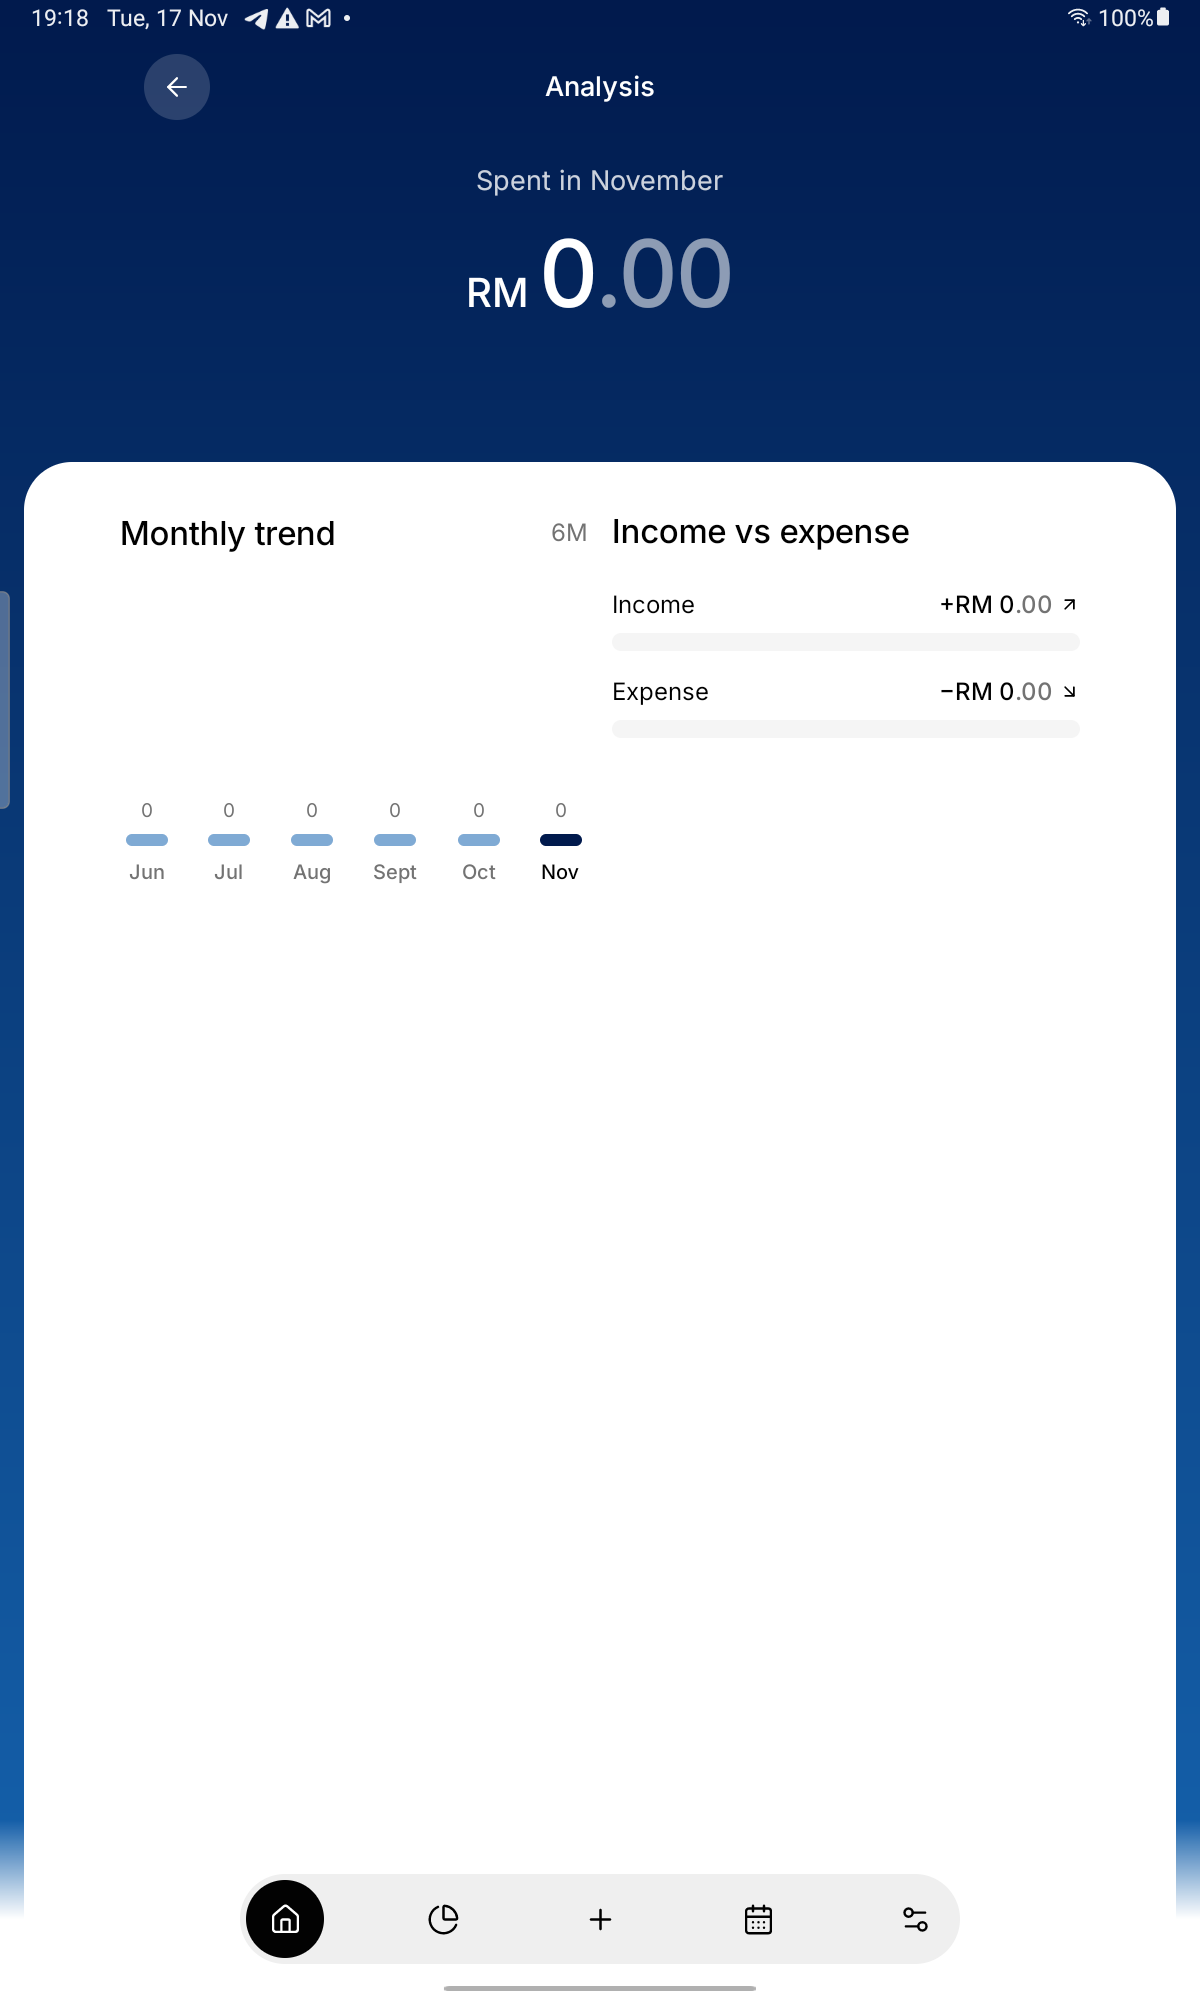 19:18 Tue, 17 Nov
100%
Analysis
Spent in November
RM 0.00
Monthly trend 6M
0 0 0 0 0 0
Jun Jul Aug Sept Oct Nov
Income vs expense
Income +RM 0.00
Expense −RM 0.00